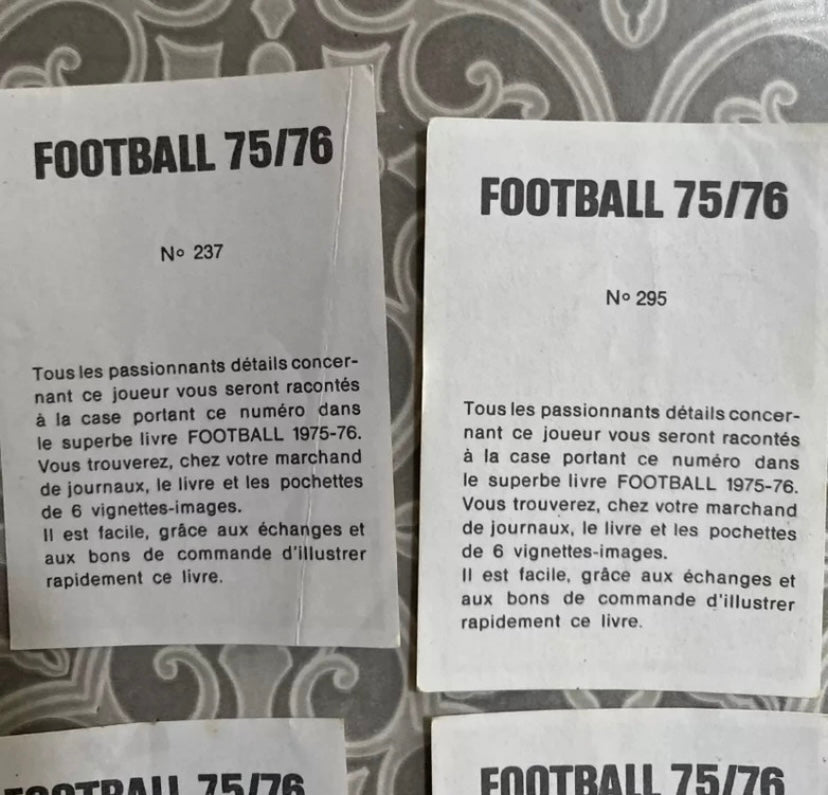 FOOTBALL 75/76
Nº 237
Tous les passionnants détails concer-
nant ce joueur vous seront racontés
à la case portant ce numéro dans
le superbe livre FOOTBALL 1975-76.
Vous trouverez, chez votre marchand
de journaux, le livre et les pochettes
de 6 vignettes-images.
Il est facile, grâce aux échanges et
aux bons de commande d'illustrer
rapidement ce livre.
FOOTBALL 75/76
Nº 295
Tous les passionnants détails concer-
nant ce joueur vous seront racontés
à la case portant ce numéro dans
le superbe livre FOOTBALL 1975-76.
Vous trouverez, chez votre marchand
de journaux, le livre et les pochettes
de 6 vignettes-images.
Il est facile, grâce aux échanges et
aux bons de commande d'illustrer
rapidement ce livre.
FOOTBALL 75/76
FOOTBALL 75/76